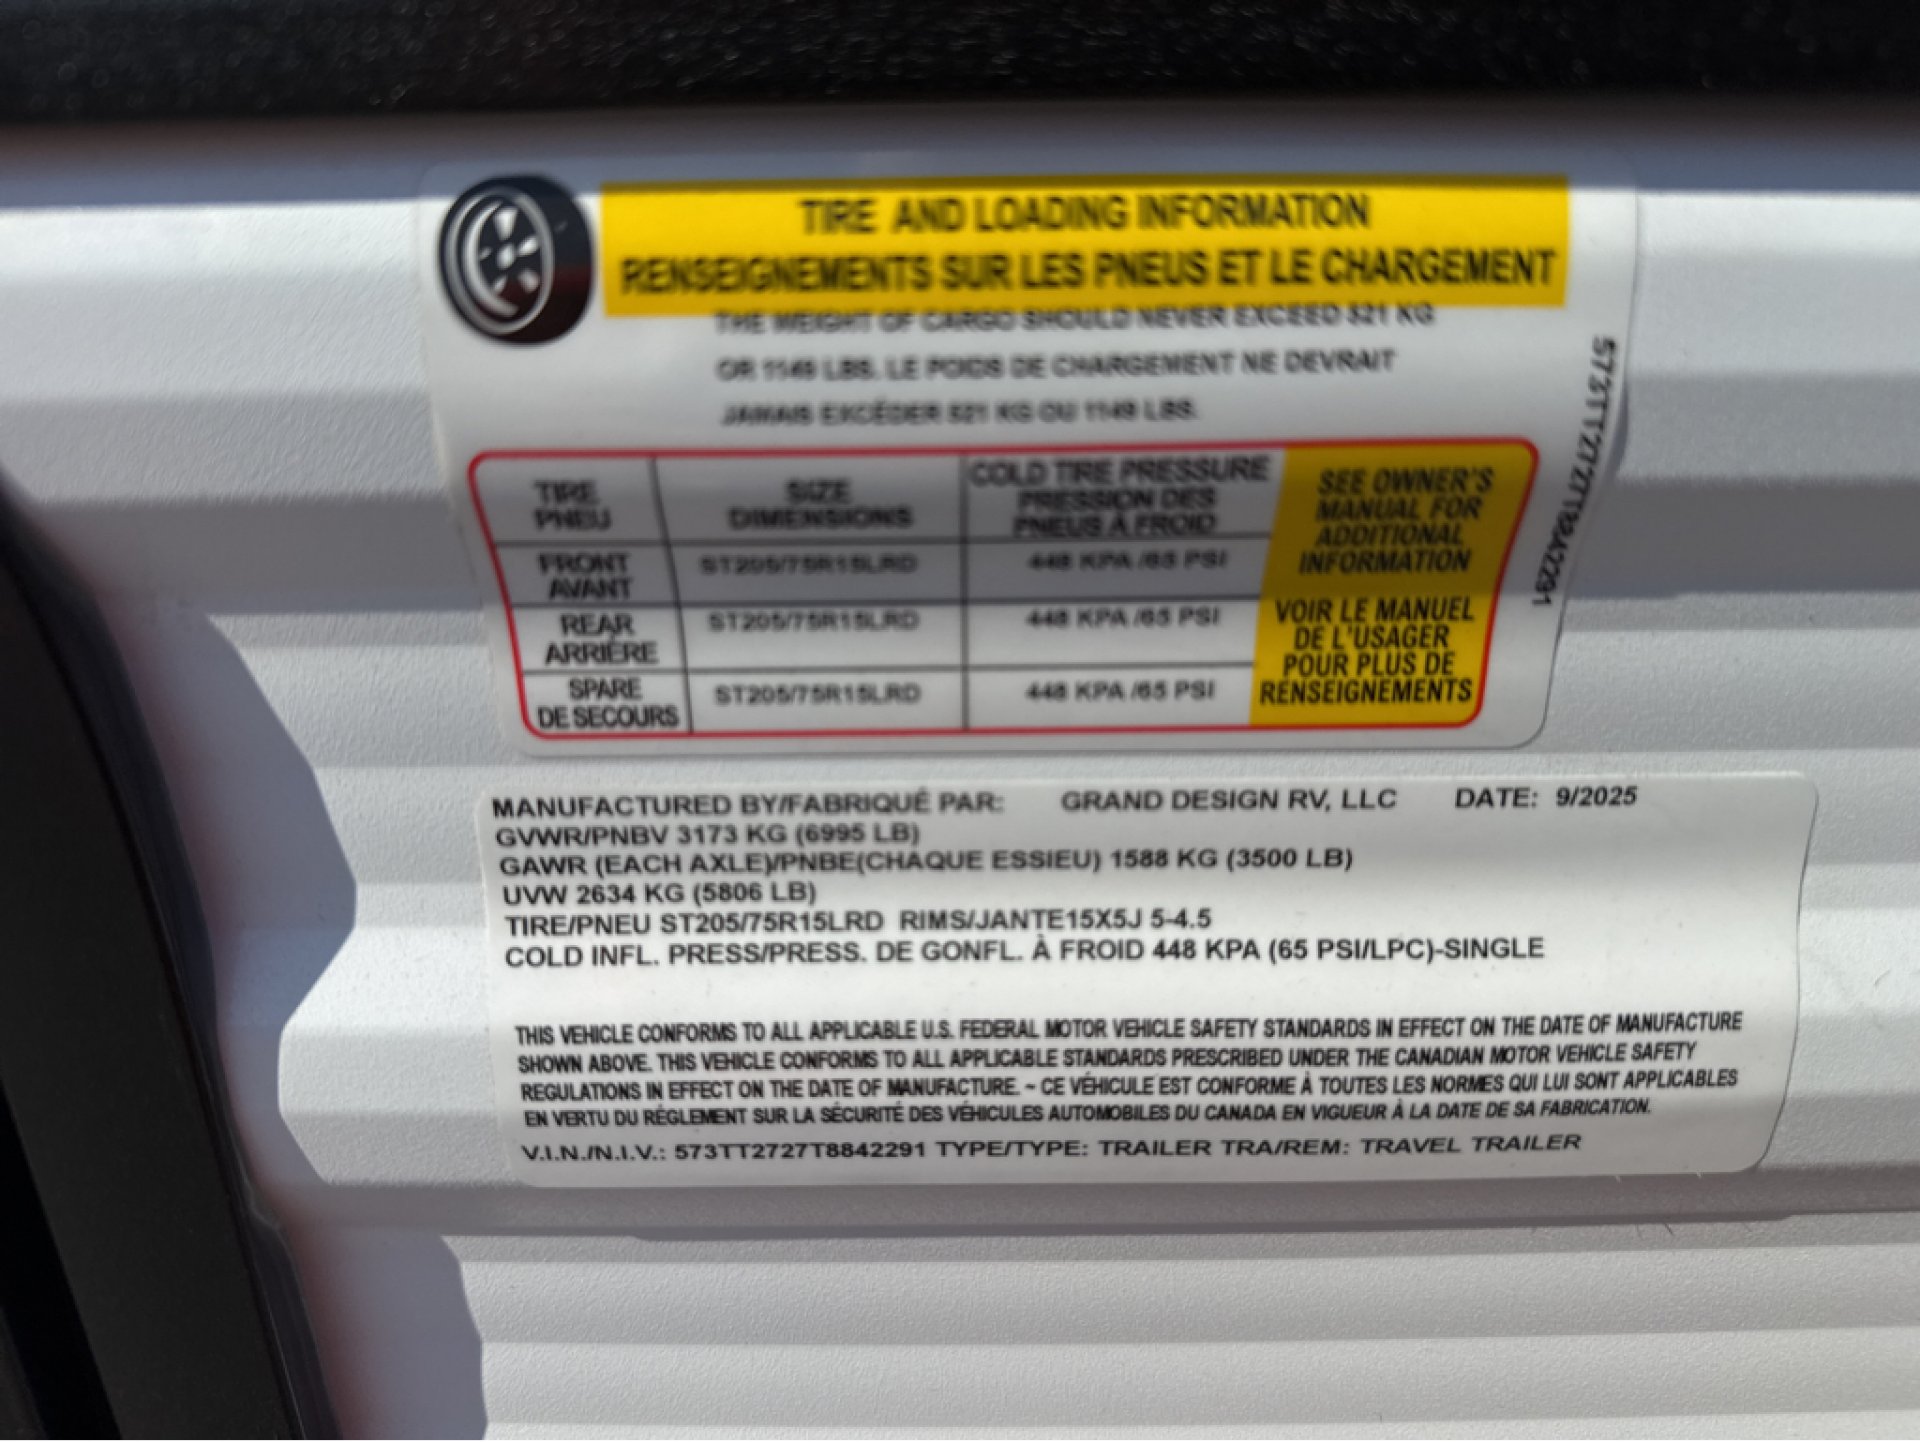 TIRE AND LOADING INFORMATION
RENSEIGNEMENTS SUR LES PNEUS ET LE CHARGEMENT
THE WEIGHT OF CARGO SHOULD NEVER EXCEED 521 KG
OR 1149 LBS. LE POIDS DE CHARGEMENT NE DEVRAIT
JAMAIS EXCÉDER 521 KG OU 1149 LBS.
TIRE PNEU SIZE DIMENSIONS COLD TIRE PRESSURE PRESSION DES PNEUS À FROID
FRONT AVANT ST205/75R15LRD 448 KPA /65 PSI
REAR ARRIÈRE ST205/75R15LRD 448 KPA /65 PSI
SPARE DE SECOURS ST205/75R15LRD 448 KPA /65 PSI
SEE OWNER'S
MANUAL FOR
ADDITIONAL
INFORMATION
VOIR LE MANUEL
DE L'USAGER
POUR PLUS DE
RENSEIGNEMENTS
573TT2727T8842291
MANUFACTURED BY/FABRIQUÉ PAR: GRAND DESIGN RV, LLC DATE: 9/2025
GVWR/PNBV 3173 KG (6995 LB)
GAWR (EACH AXLE)/PNBE(CHAQUE ESSIEU) 1588 KG (3500 LB)
UVW 2634 KG (5806 LB)
TIRE/PNEU ST205/75R15LRD RIMS/JANTE15X5J 5-4.5
COLD INFL. PRESS/PRESS. DE GONFL. À FROID 448 KPA (65 PSI/LPC)-SINGLE
THIS VEHICLE CONFORMS TO ALL APPLICABLE U.S. FEDERAL MOTOR VEHICLE SAFETY STANDARDS IN EFFECT ON THE DATE OF MANUFACTURE
SHOWN ABOVE. THIS VEHICLE CONFORMS TO ALL APPLICABLE STANDARDS PRESCRIBED UNDER THE CANADIAN MOTOR VEHICLE SAFETY
REGULATIONS IN EFFECT ON THE DATE OF MANUFACTURE. ~ CE VÉHICULE EST CONFORME À TOUTES LES NORMES QUI LUI SONT APPLICABLES
EN VERTU DU RÈGLEMENT SUR LA SÉCURITÉ DES VÉHICULES AUTOMOBILES DU CANADA EN VIGUEUR À LA DATE DE SA FABRICATION.
V.I.N./N.I.V.: 573TT2727T8842291 TYPE/TYPE: TRAILER TRA/REM: TRAVEL TRAILER